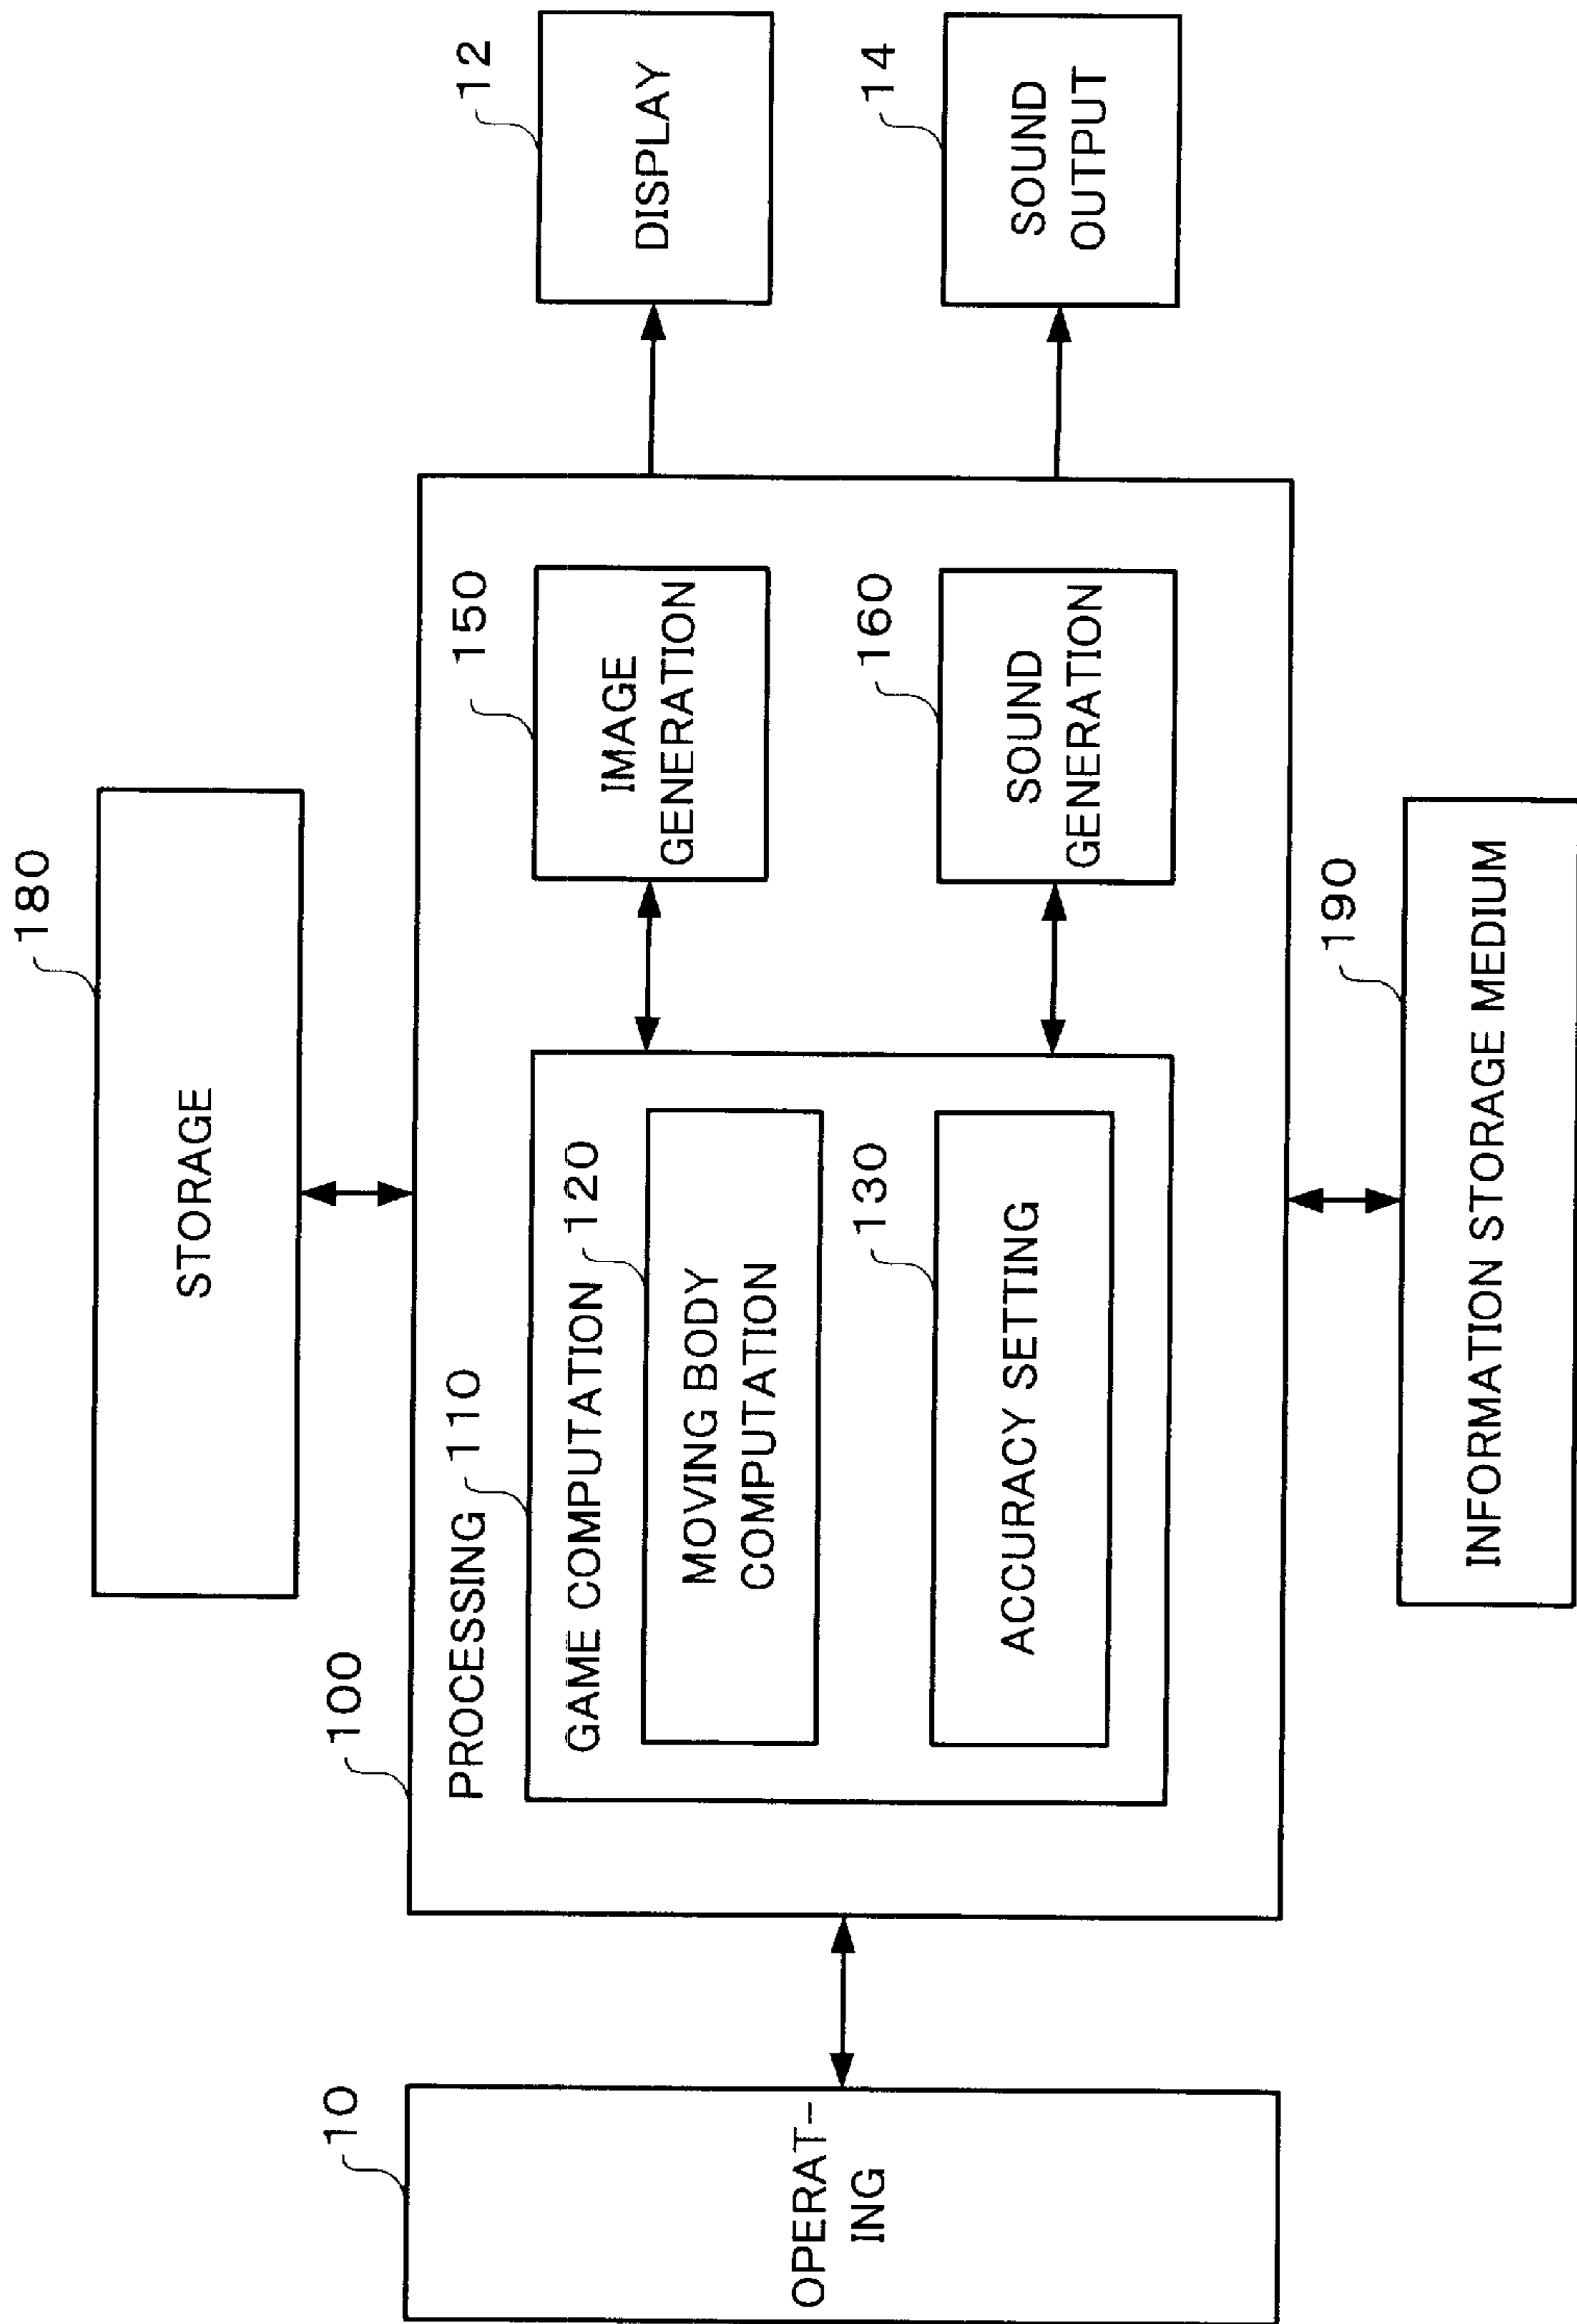 180
STORAGE
100
PROCESSING
110
GAME COMPUTATION
120
MOVING BODY
COMPUTATION
130
ACCURACY SETTING
150
IMAGE
GENERATION
160
SOUND
GENERATION
10
OPERAT-
ING
12
DISPLAY
14
SOUND
OUTPUT
190
INFORMATION STORAGE MEDIUM